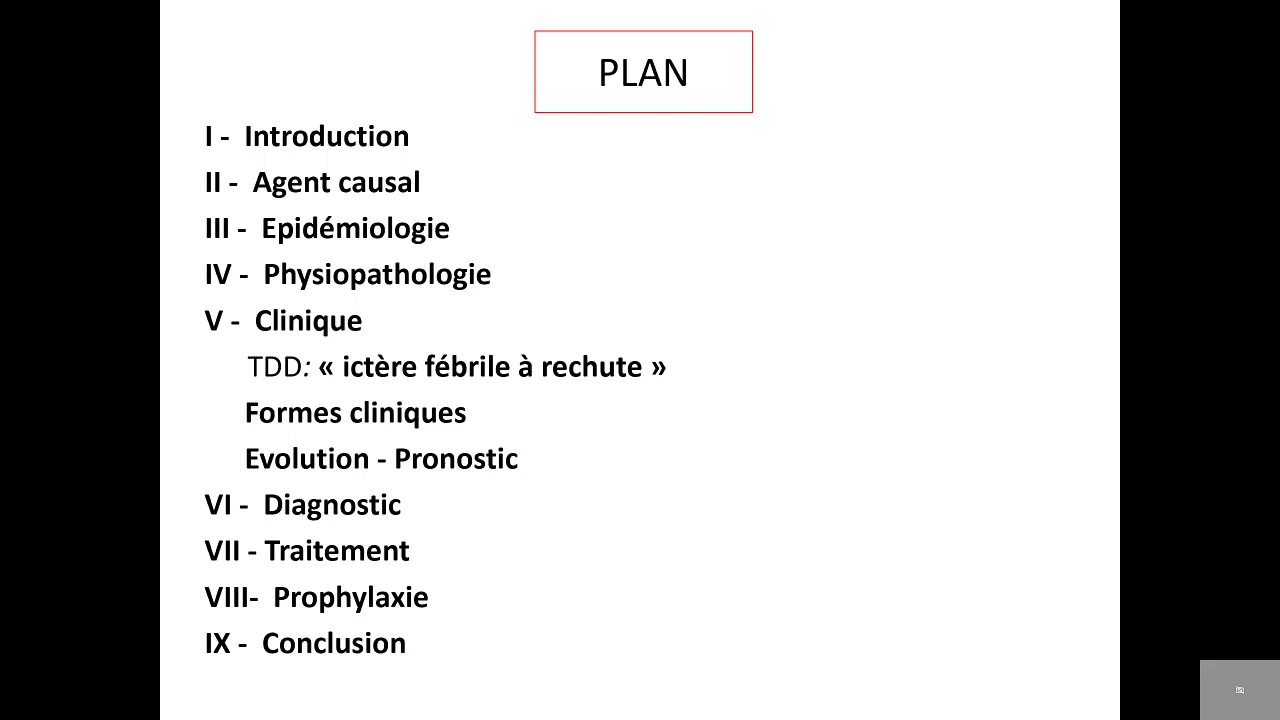 PLAN
I - Introduction
II - Agent causal
III - Epidémiologie
IV - Physiopathologie
V - Clinique
TDD: « ictère fébrile à rechute »
Formes cliniques
Evolution - Pronostic
VI - Diagnostic
VII - Traitement
VIII- Prophylaxie
IX - Conclusion